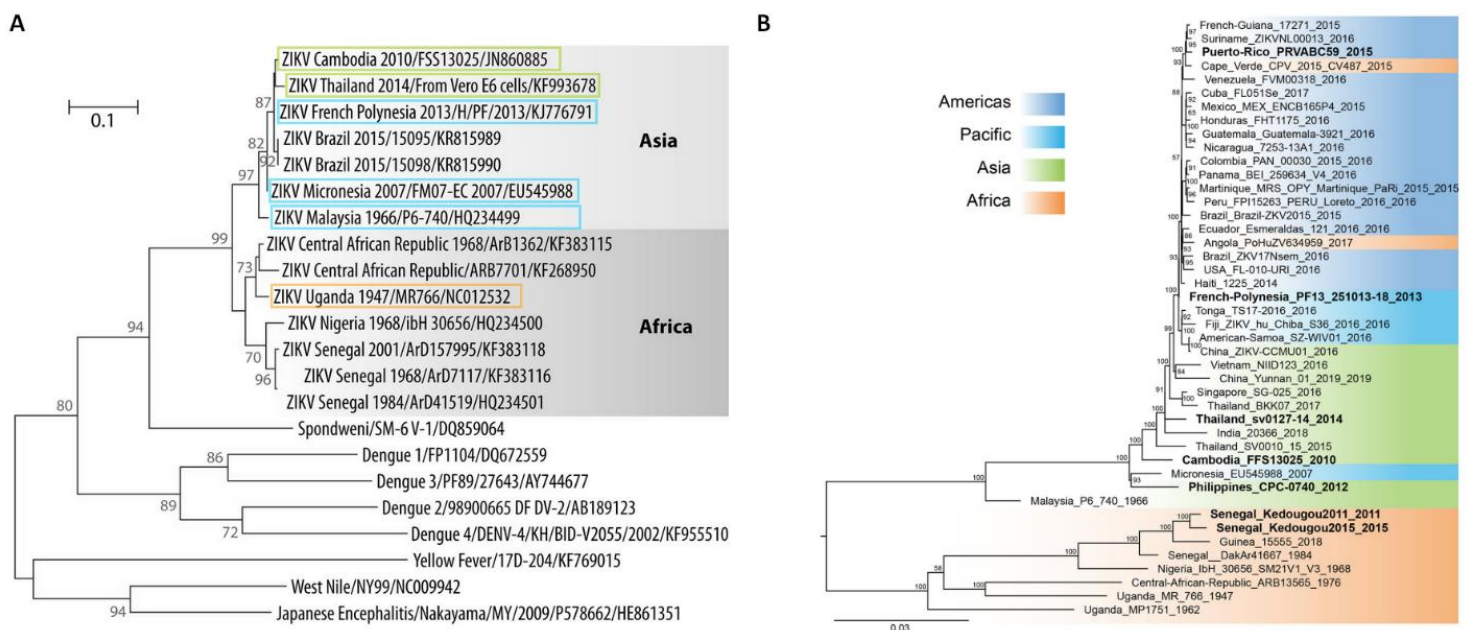 A
0.1
ZIKV Cambodia 2010/FSS13025/JN860885
ZIKV Thailand 2014/From Vero E6 cells/KF993678
87
ZIKV French Polynesia 2013/H/PF/2013/KJ776791
ZIKV Brazil 2015/15095/KR815989
82
92
ZIKV Brazil 2015/15098/KR815990
97
ZIKV Micronesia 2007/FM07-EC 2007/EU545988
ZIKV Malaysia 1966/P6-740/HQ234499
Asia
99
ZIKV Central African Republic 1968/ArB1362/KF383115
73
ZIKV Central African Republic/ARB7701/KF268950
ZIKV Uganda 1947/MR766/NC012532
ZIKV Nigeria 1968/ibH 30656/HQ234500
70
ZIKV Senegal 2001/ArD157995/KF383118
96
ZIKV Senegal 1968/ArD7117/KF383116
ZIKV Senegal 1984/ArD41519/HQ234501
Africa
94
Spondweni/SM-6 V-1/DQ859064
80
86
Dengue 1/FP1104/DQ672559
Dengue 3/PF89/27643/AY744677
89
Dengue 2/98900665 DF DV-2/AB189123
72
Dengue 4/DENV-4/KH/BID-V2055/2002/KF955510
Yellow Fever/17D-204/KF769015
West Nile/NY99/NC009942
94
Japanese Encephalitis/Nakayama/MY/2009/P578662/HE861351
B
Americas
Pacific
Asia
Africa
French-Guiana_17271_2015
Suriname_ZIKVNL00013_2016
Puerto-Rico_PRVABC59_2015
Cape_Verde_CPV_2015_CV487_2015
Venezuela_FVM00318_2016
Cuba_FL051Se_2017
Mexico_MEX_ENCB165P4_2015
Honduras_FHT1175_2016
Guatemala_Guatemala-3921_2016
Nicaragua_7253-13A1_2016
Colombia_PAN_00030_2015_2016
Panama_BEI_259634_V4_2016
Martinique_MRS_OPY_Martinique_PaRi_2015_2015
Peru_FPI15263_PERU_Loreto_2016_2016
Brazil_Brazil-ZKV2015_2015
Ecuador_Esmeraldas_121_2016_2016
Angola_PoHuZV634959_2017
Brazil_ZKV17Nsem_2016
USA_FL-010-URI_2016
Haiti_1225_2014
French-Polynesia_PF13_251013-18_2013
Tonga_TS17-2016_2016
Fiji_ZIKV_hu_Chiba_S36_2016_2016
American-Samoa_SZ-WIV01_2016
China_ZIKV-CCMU01_2016
Vietnam_NIID123_2016
China_Yunnan_01_2019_2019
Singapore_SG-025_2016
Thailand_BKK07_2017
Thailand_sv0127-14_2014
India_20366_2018
Thailand_SV0010_15_2015
Cambodia_FFS13025_2010
Micronesia_EU545988_2007
Philippines_CPC-0740_2012
Malaysia_P6_740_1966
Senegal_Kedougou2011_2011
Senegal_Kedougou2015_2015
Guinea_15555_2018
Senegal__DakAr41667_1984
Nigeria_IbH_30656_SM21V1_V3_1968
Central-African-Republic_ARB13565_1976
Uganda_MR_766_1947
Uganda_MP1751_1962
0.03